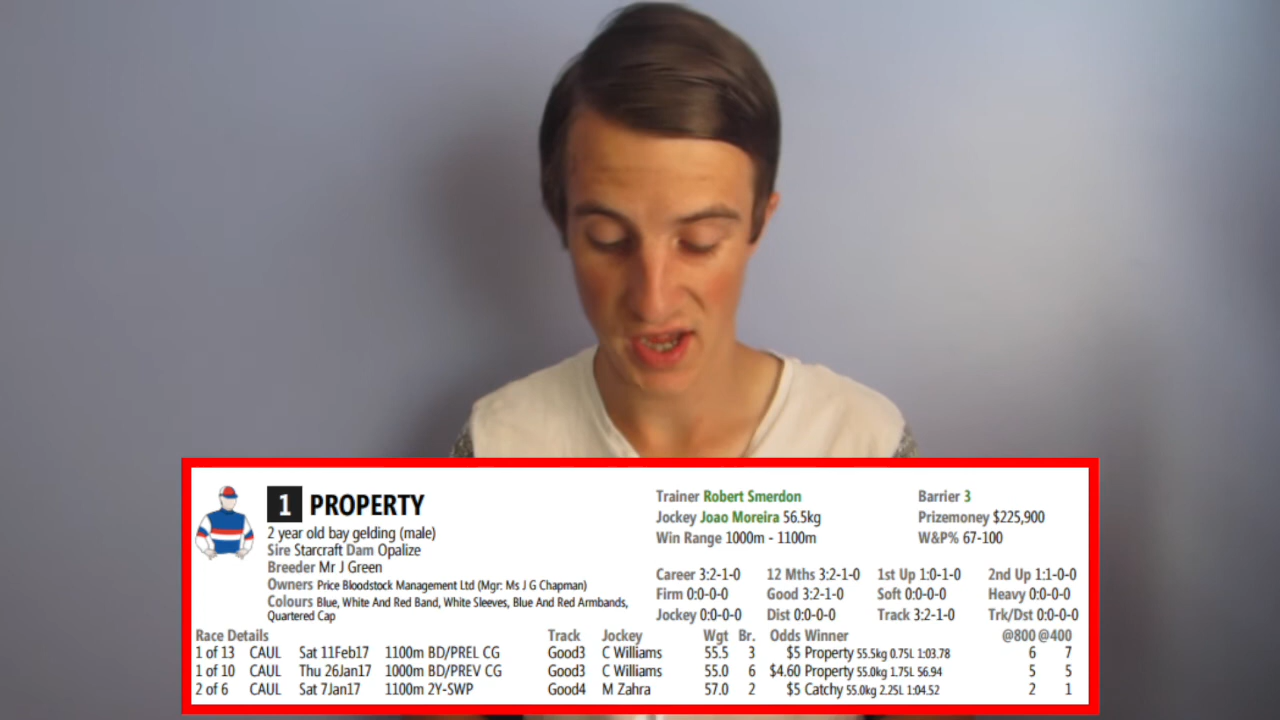 1 PROPERTY
2 year old bay gelding (male)
Sire Starcraft Dam Opalize
Breeder Mr J Green
Owners Price Bloodstock Management Ltd (Mgr: Ms J G Chapman)
Colours Blue, White And Red Band, White Sleeves, Blue And Red Armbands,
Quartered Cap
Trainer Robert Smerdon
Jockey Joao Moreira 56.5kg
Win Range 1000m - 1100m
Barrier 3
Prizemoney $225,900
W&P% 67-100
Career 3:2-1-0 12 Mths 3:2-1-0 1st Up 1:0-1-0 2nd Up 1:1-0-0
Firm 0:0-0-0 Good 3:2-1-0 Soft 0:0-0-0 Heavy 0:0-0-0
Jockey 0:0-0-0 Dist 0:0-0-0 Track 3:2-1-0 Trk/Dst 0:0-0-0
Race Details Track Jockey Wgt Br. Odds Winner @800 @400
1 of 13 CAUL Sat 11Feb17 1100m BD/PREL CG Good3 C Williams 55.5 3 $5 Property 55.5kg 0.75L 1:03.78 6 7
1 of 10 CAUL Thu 26Jan17 1000m BD/PREV CG Good3 C Williams 55.0 6 $4.60 Property 55.0kg 1.75L 56.94 5 5
2 of 6 CAUL Sat 7Jan17 1100m 2Y-SWP Good4 M Zahra 57.0 2 $5 Catchy 55.0kg 2.25L 1:04.52 2 1